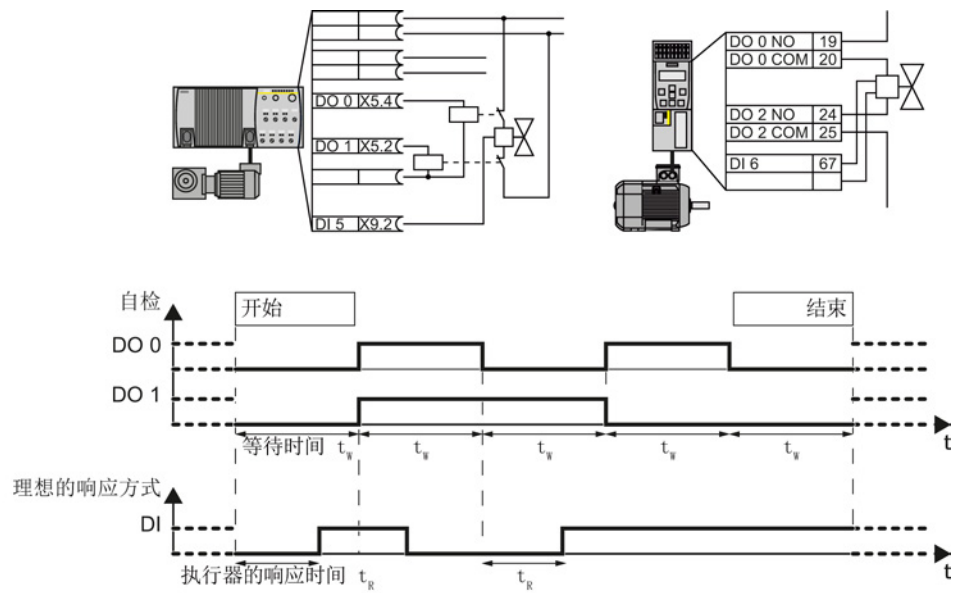 DO 0 X5.4
DO 1 X5.2
DI 5 X9.2
DO 0 NO 19
DO 0 COM 20
DO 2 NO 24
DO 2 COM 25
DI 6 67
自检
开始
结束
DO 0
DO 1
等待时间 tw tw tw tw tw
t
理想的响应方式
DI
执行器的响应时间 tR tR
t